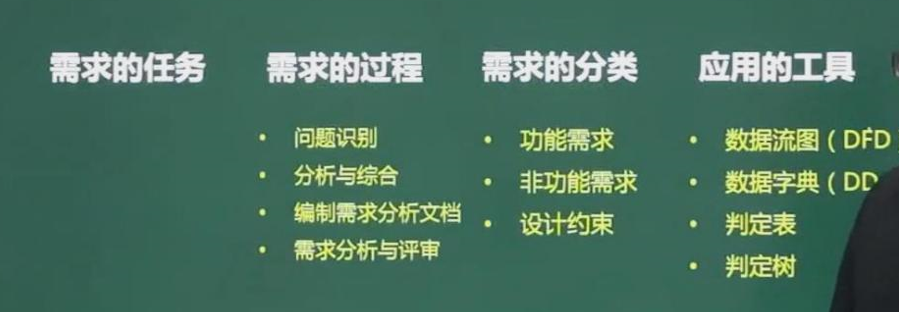 需求的任务
需求的过程
• 问题识别
• 分析与综合
• 编制需求分析文档
• 需求分析与评审
需求的分类
• 功能需求
• 非功能需求
• 设计约束
应用的工具
• 数据流图（DFD
• 数据字典（DD
• 判定表
• 判定树